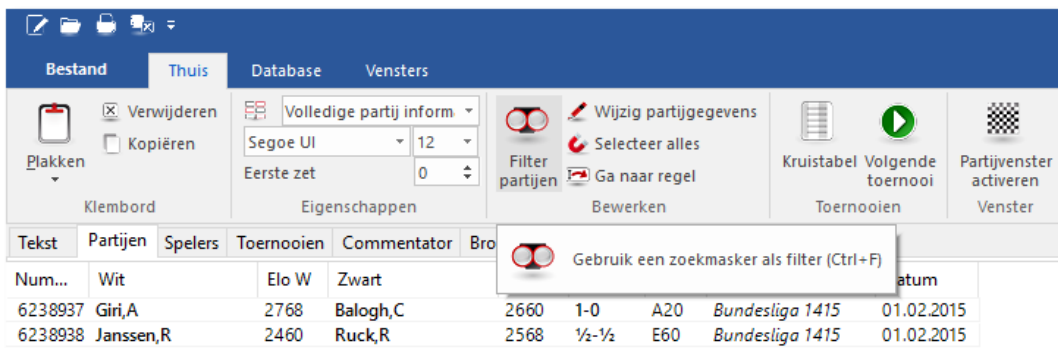 Bestand Thuis Database Vensters
Plakken
Verwijderen
Kopiëren
Klembord
Volledige partij inform
Segoe UI 12
Eerste zet 0
Eigenschappen
Filter
partijen
Wijzig partijgegevens
Selecteer alles
Ga naar regel
Bewerken
Kruistabel
Volgende
toernooi
Toernooien
Partijvenster
activeren
Venster
Tekst Partijen Spelers Toernooien Commentator Bro
Gebruik een zoekmasker als filter (Ctrl+F)
Num... Wit Elo W Zwart atum
6238937 Giri,A 2768 Balogh,C 2660 1-0 A20 Bundesliga 1415 01.02.2015
6238938 Janssen,R 2460 Ruck,R 2568 ½-½ E60 Bundesliga 1415 01.02.2015